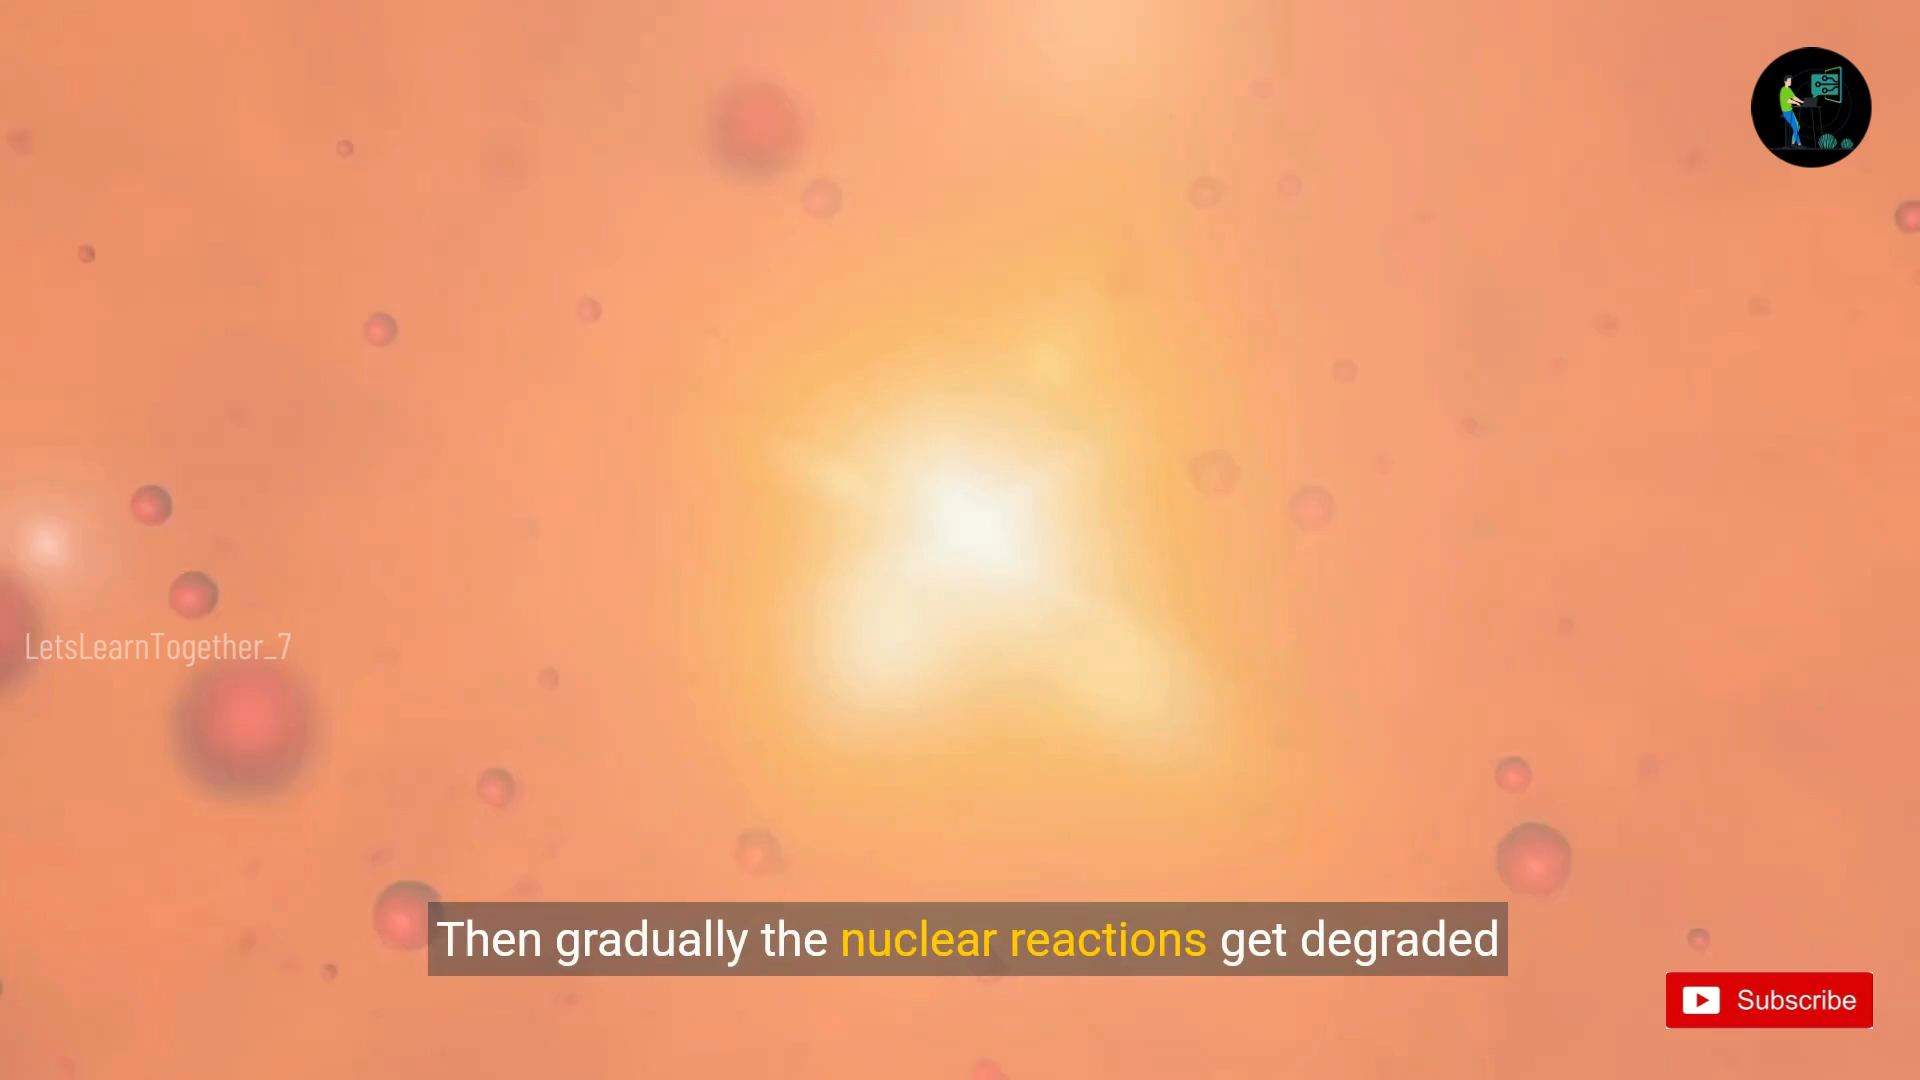 LetsLearnTogether_7
Then gradually the nuclear reactions get degraded
Subscribe